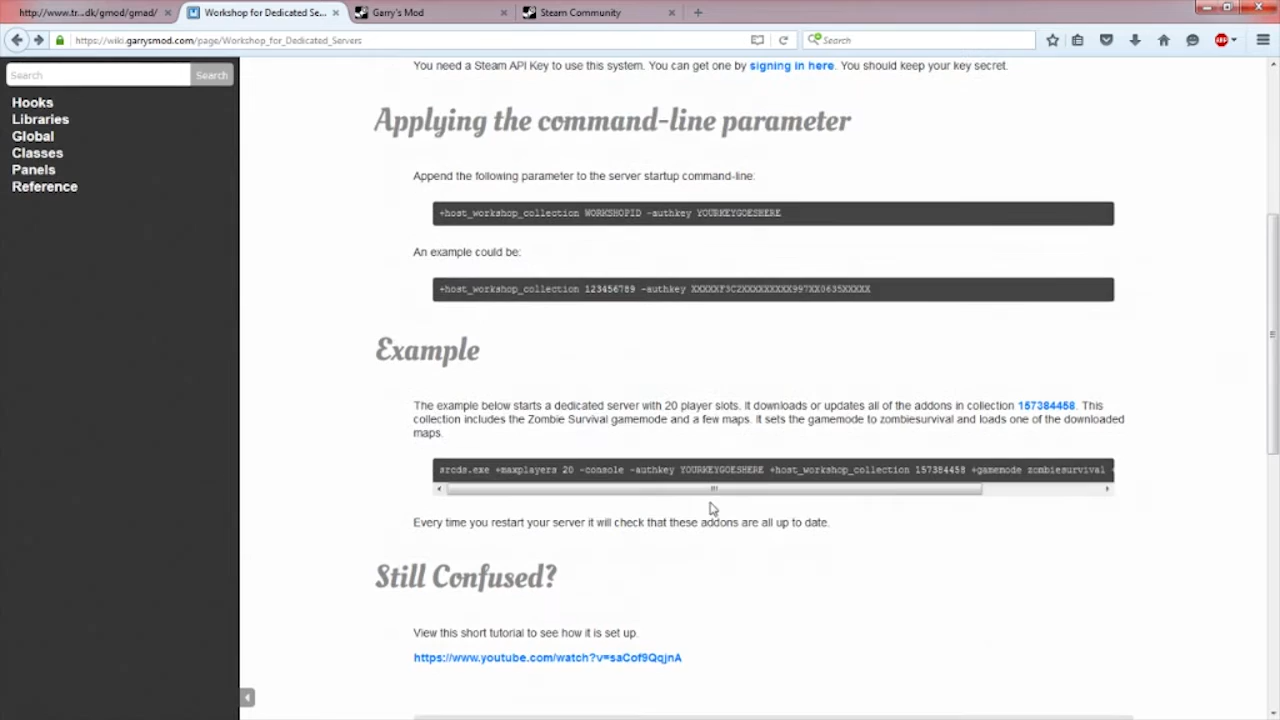 http://www.tr...dk/gmod/gmad/
Workshop for Dedicated Se...
Garry's Mod
Steam Community
https://wiki.garrysmod.com/page/Workshop_for_Dedicated_Servers
Search
ABP
Search
Search
Hooks
Libraries
Global
Classes
Panels
Reference
You need a Steam API Key to use this system. You can get one by signing in here. You should keep your key secret.
Applying the command-line parameter
Append the following parameter to the server startup command-line:
+host_workshop_collection WORKSHOPID -authkey YOURKEYGOESHERE
An example could be:
+host_workshop_collection 123456789 -authkey XXXXXF3C2XXXXXXXXX997XX0635XXXXX
Example
The example below starts a dedicated server with 20 player slots. It downloads or updates all of the addons in collection 157384458. This
collection includes the Zombie Survival gamemode and a few maps. It sets the gamemode to zombiesurvival and loads one of the downloaded
maps.
srcds.exe +maxplayers 20 -console -authkey YOURKEYGOESHERE +host_workshop_collection 157384458 +gamemode zombiesurvival
Every time you restart your server it will check that these addons are all up to date.
Still Confused?
View this short tutorial to see how it is set up.
https://www.youtube.com/watch?v=saCof9QqjnA